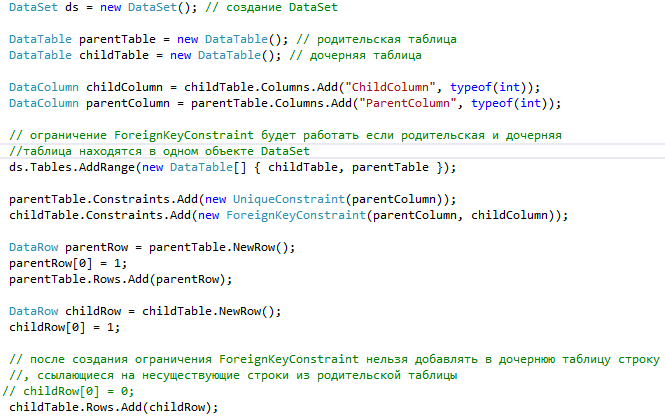 DataSet ds = new DataSet(); // создание DataSet
DataTable parentTable = new DataTable(); // родительская таблица
DataTable childTable = new DataTable(); // дочерняя таблица
DataColumn childColumn = childTable.Columns.Add("ChildColumn", typeof(int));
DataColumn parentColumn = parentTable.Columns.Add("ParentColumn", typeof(int));
// ограничение ForeignKeyConstraint будет работать если родительская и дочерняя
//таблица находятся в одном объекте DataSet
ds.Tables.AddRange(new DataTable[] { childTable, parentTable });
parentTable.Constraints.Add(new UniqueConstraint(parentColumn));
childTable.Constraints.Add(new ForeignKeyConstraint(parentColumn, childColumn));
DataRow parentRow = parentTable.NewRow();
parentRow[0] = 1;
parentTable.Rows.Add(parentRow);
DataRow childRow = childTable.NewRow();
childRow[0] = 1;
// после создания ограничения ForeignKeyConstraint нельзя добавлять в дочернюю таблицу строку
//, ссылающиеся на несуществующие строки из родительской таблицы
// childRow[0] = 0;
childTable.Rows.Add(childRow);